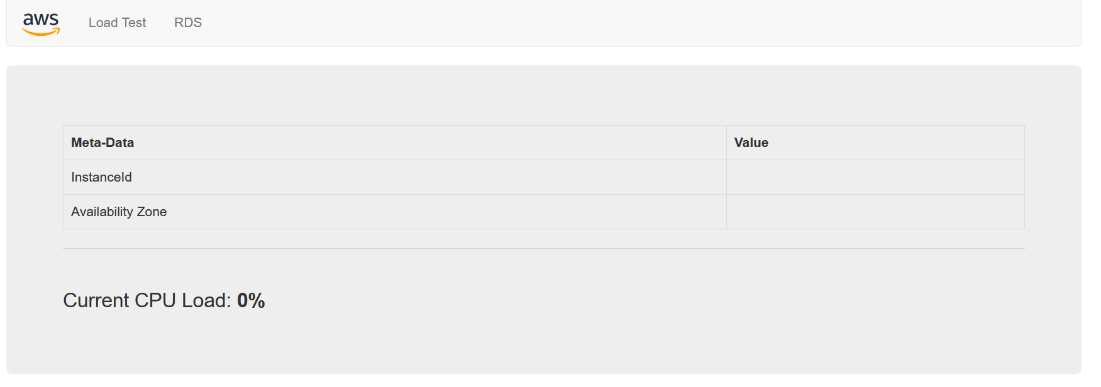 aws Load Test RDS
Meta-Data Value
InstanceId
Availability Zone
Current CPU Load: 0%